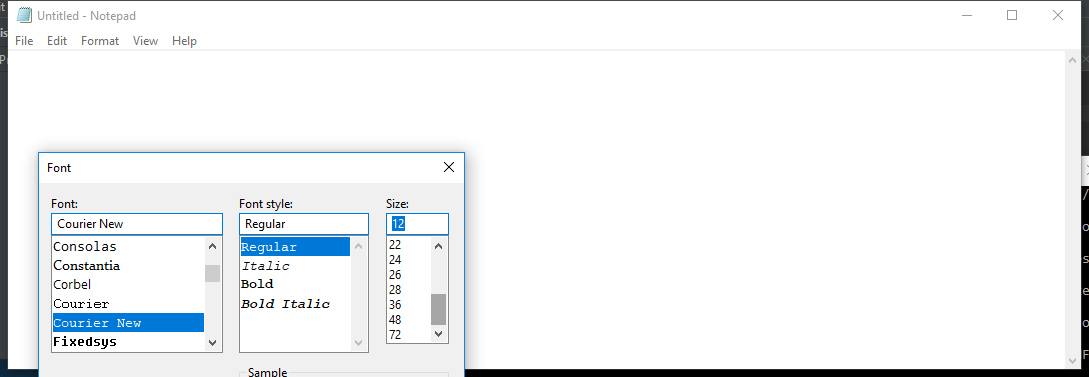 Untitled - Notepad
File Edit Format View Help
Font
Font: Font style: Size:
Courier New Regular 12
Consolas Regular 22
Constantia Italic 24
Corbel Bold 26
Courier Bold Italic 28
Courier New 36
Fixedsys 48
72
Sample